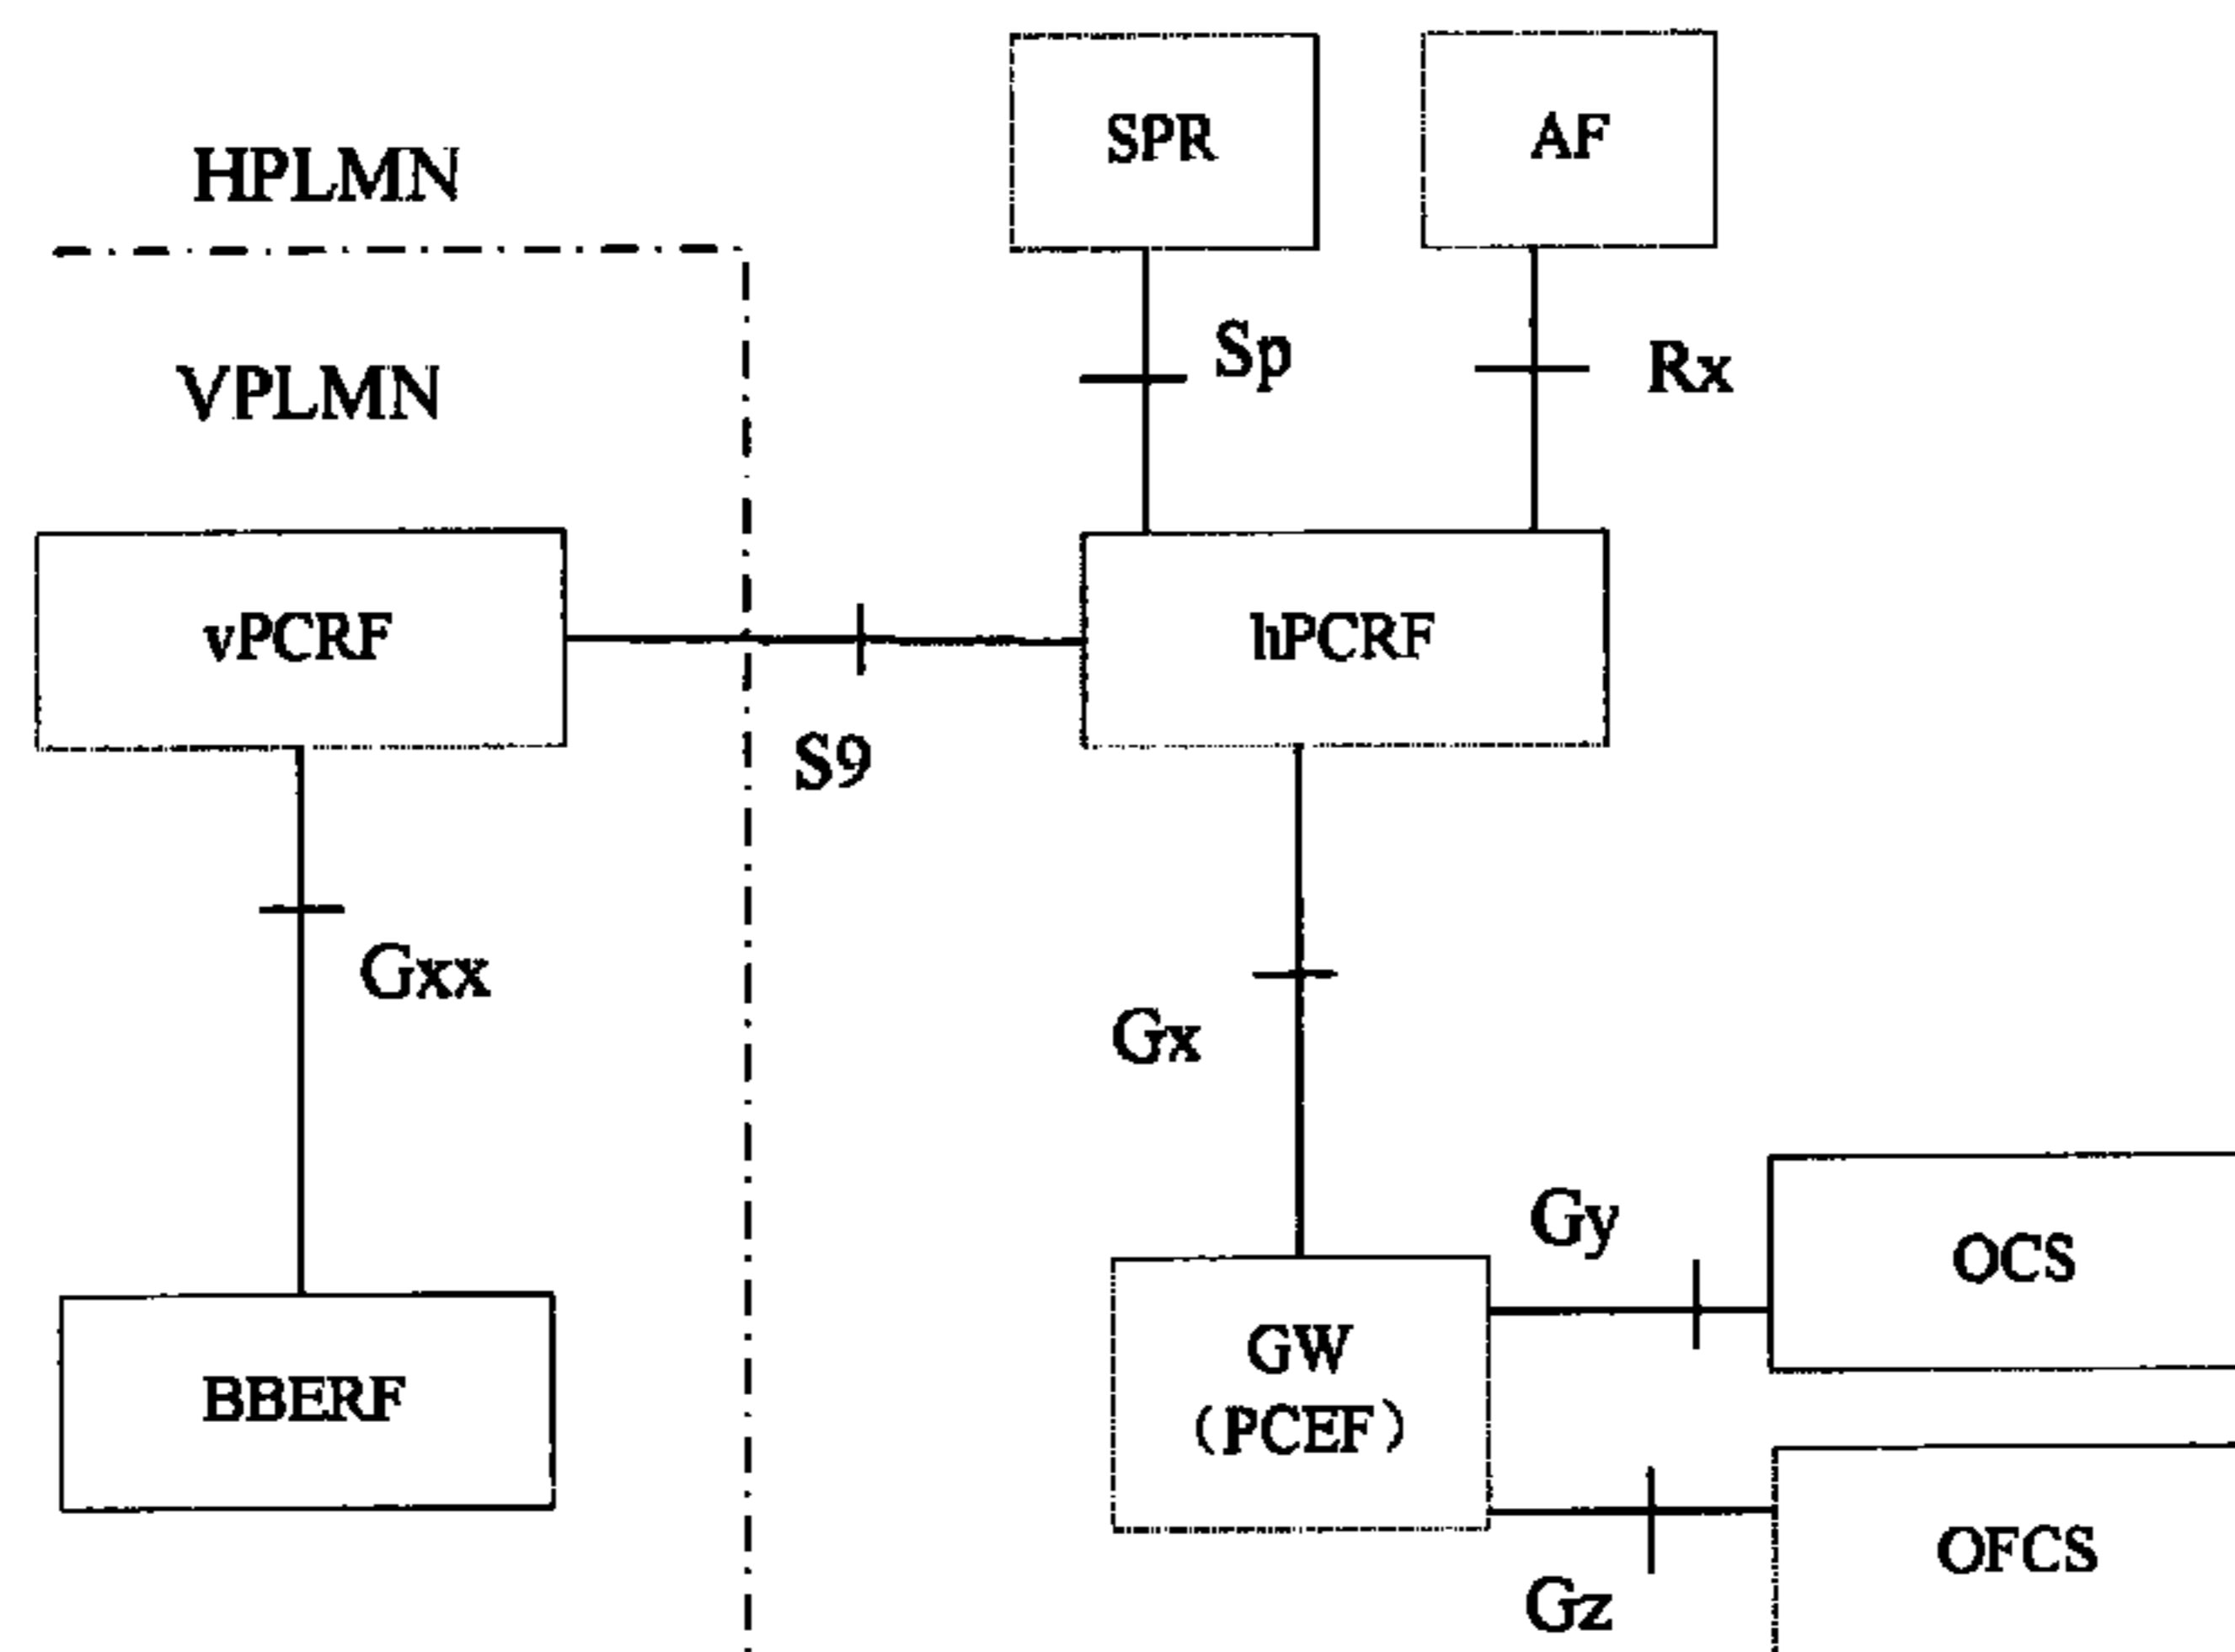 SPR
AF
HPLMN
Sp
Rx
VPLMN
vPCRF
hPCRF
S9
Gxx
Gx
Gy
OCS
GW
（PCEF）
BBERF
Gz
OFCS